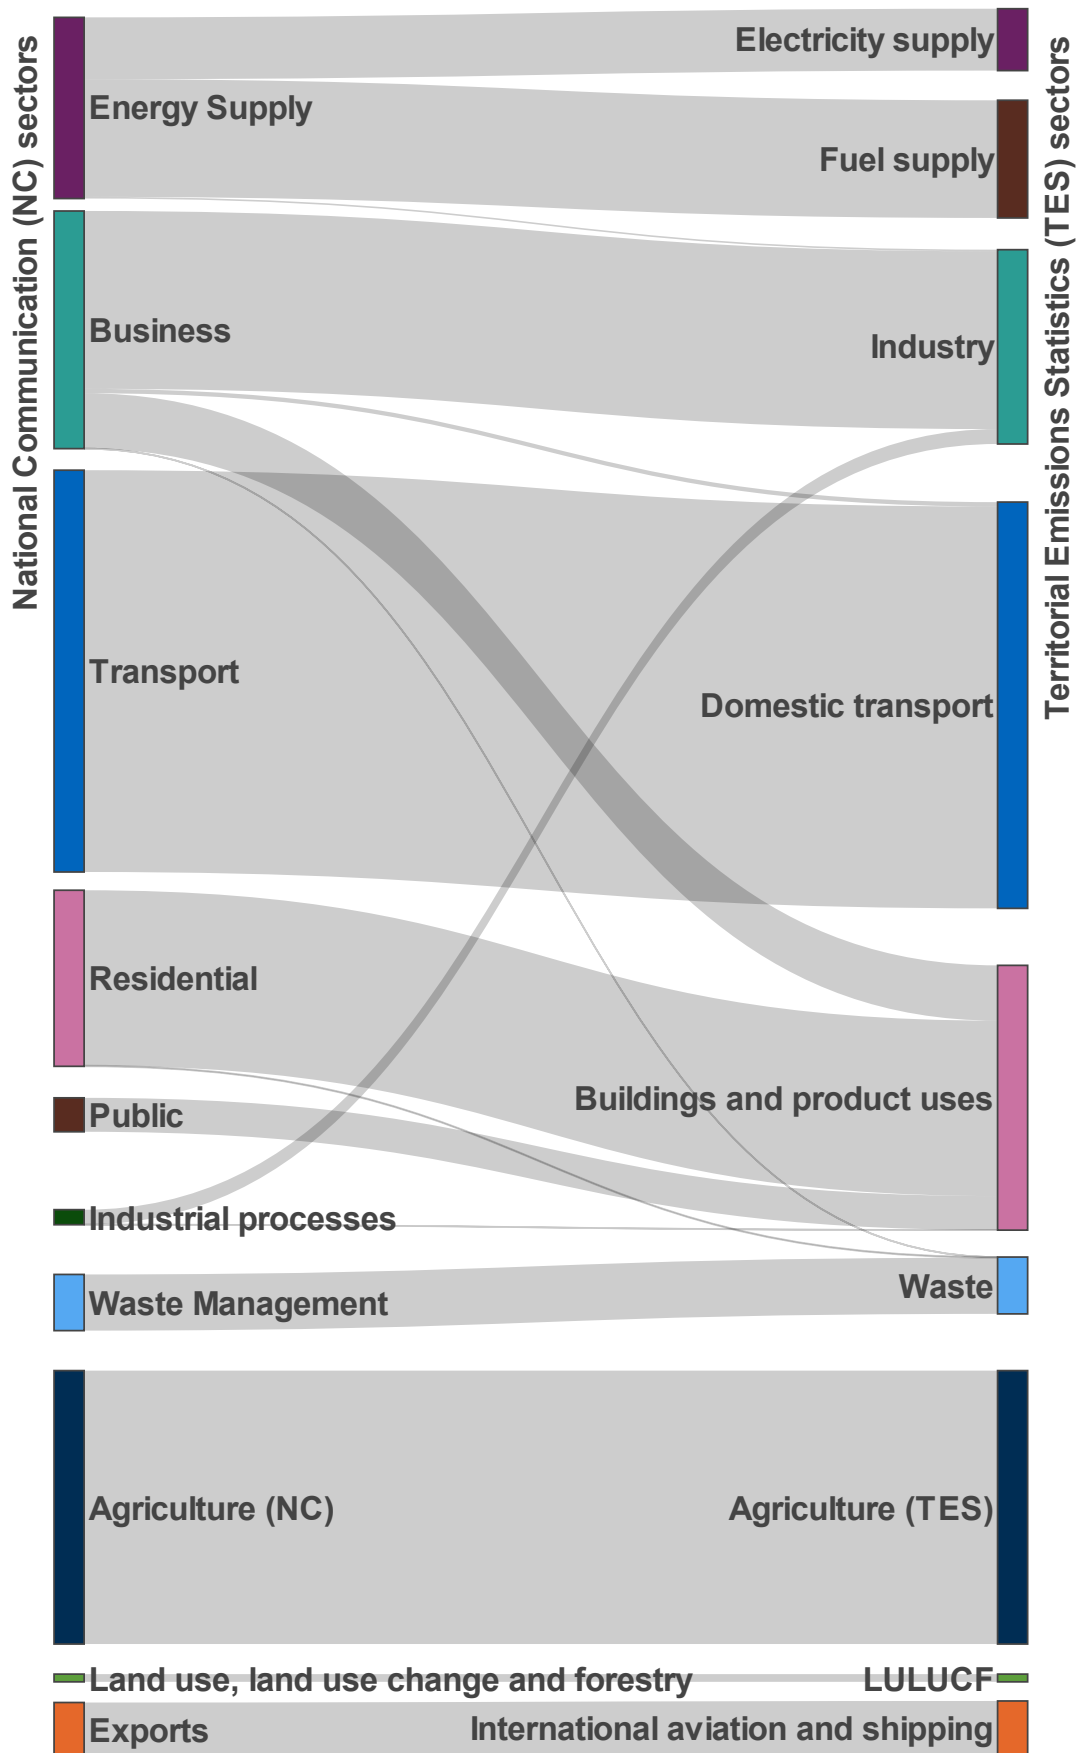 National Communication (NC) sectors
Energy Supply
Business
Transport
Residential
Public
Industrial processes
Waste Management
Agriculture (NC)
Land use, land use change and forestry
Exports
Electricity supply
Fuel supply
Industry
Domestic transport
Buildings and product uses
Waste
Agriculture (TES)
LULUCF
International aviation and shipping
Territorial Emissions Statistics (TES) sectors